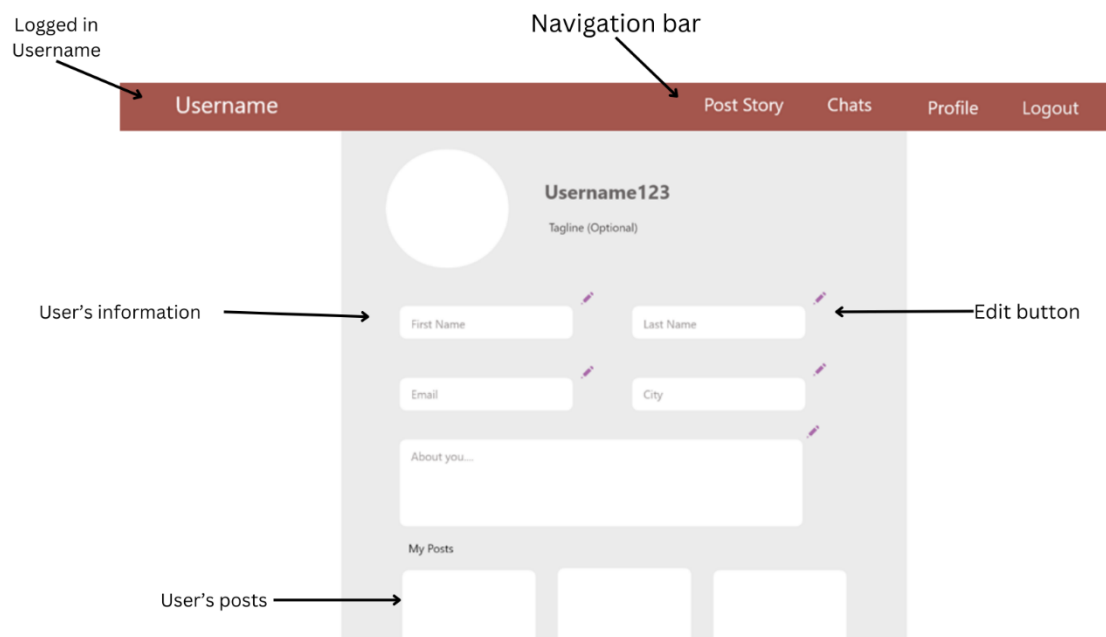 Logged in
Username
Navigation bar
Username
Post Story
Chats
Profile
Logout
Username123
Tagline (Optional)
User's information
First Name
Last Name
Edit button
Email
City
About you...
My Posts
User's posts